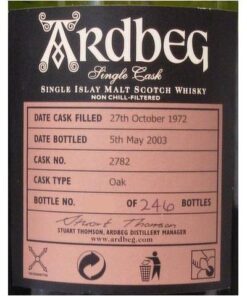 ARDBEG
Single Cask
SINGLE ISLAY MALT SCOTCH WHISKY
NON CHILL-FILTERED
DATE CASK FILLED 27th October 1972
DATE BOTTLED 5th May 2003
CASK NO. 2782
CASK TYPE Oak
BOTTLE NO. OF 246 BOTTLES
Stuart Thomson
STUART THOMSON, ARDBEG DISTILLERY MANAGER
www.ardbeg.com